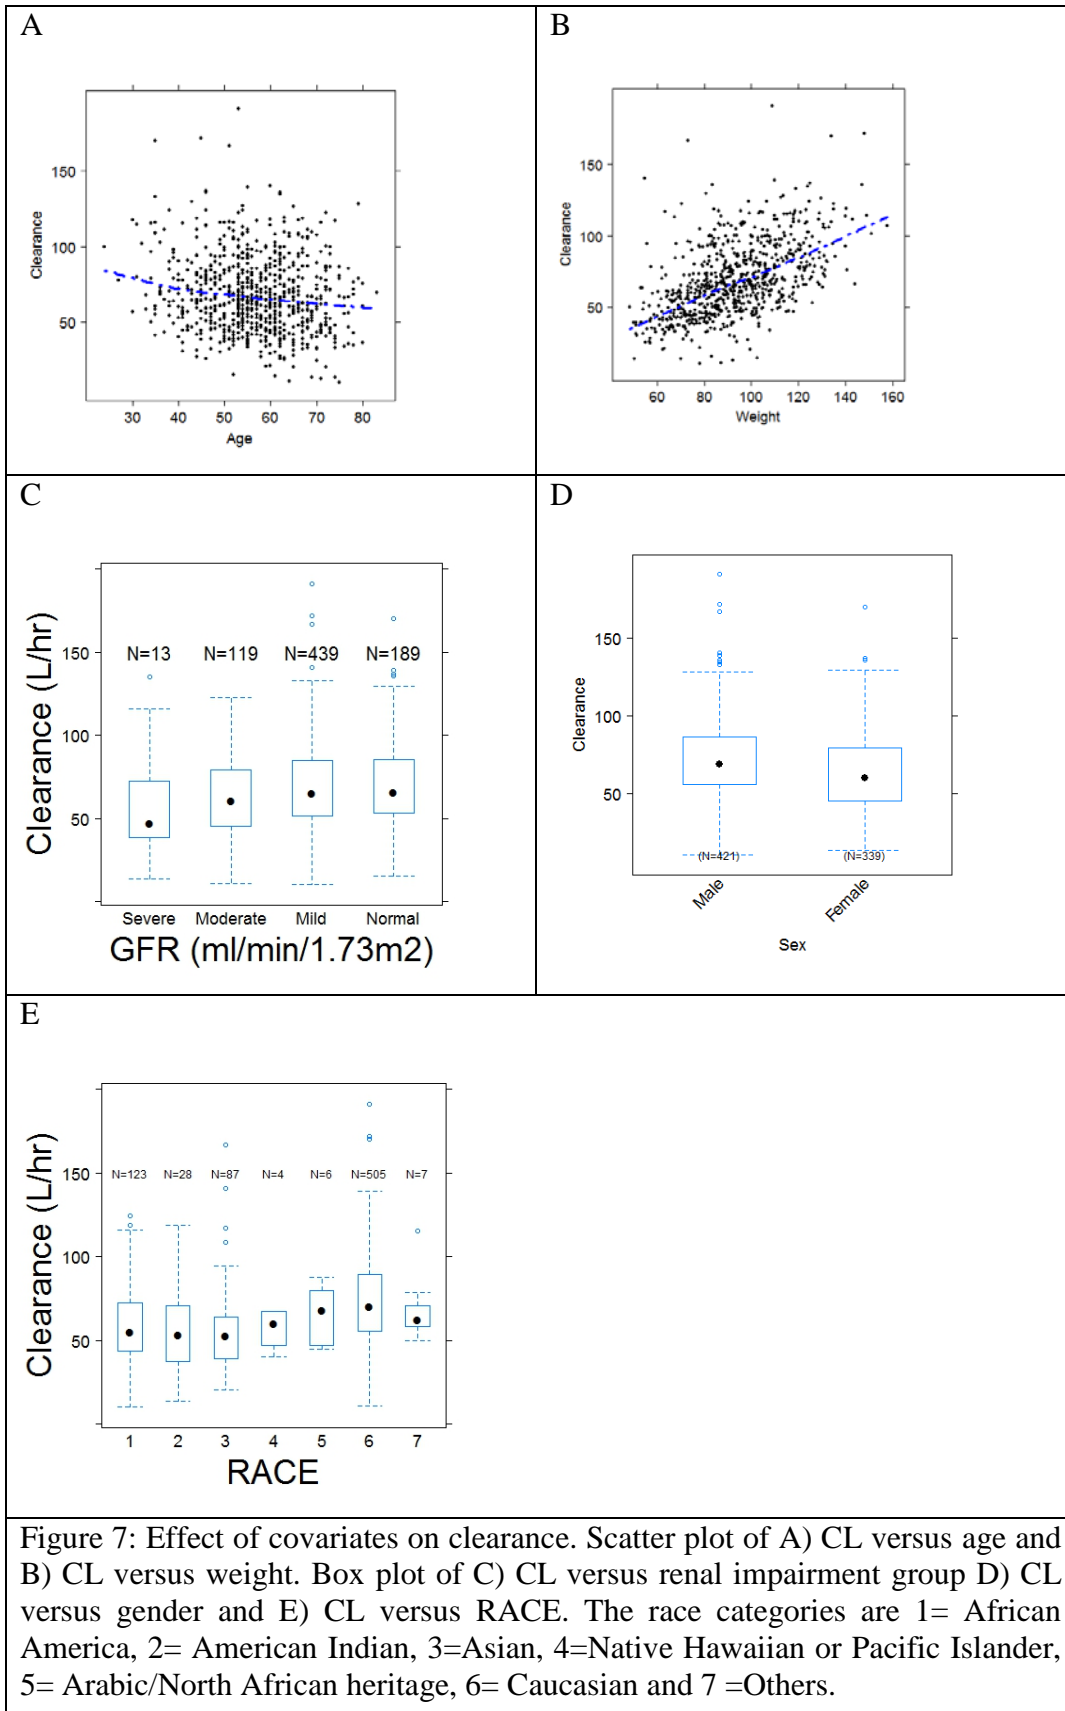 A
Clearance
150
100
50
30 40 50 60 70 80
Age
B
Clearance
150
100
50
60 80 100 120 140 160
Weight
C
Clearance (L/hr)
150
100
50
N=13 N=119 N=439 N=189
Severe Moderate Mild Normal
GFR (ml/min/1.73m2)
D
Clearance
150
100
50
(N=421) (N=339)
Male Female
Sex
E
Clearance (L/hr)
150
100
50
N=123 N=28 N=87 N=4 N=6 N=505 N=7
1 2 3 4 5 6 7
RACE
Figure 7: Effect of covariates on clearance. Scatter plot of A) CL versus age and
B) CL versus weight. Box plot of C) CL versus renal impairment group D) CL
versus gender and E) CL versus RACE. The race categories are 1= African
America, 2= American Indian, 3=Asian, 4=Native Hawaiian or Pacific Islander,
5= Arabic/North African heritage, 6= Caucasian and 7 =Others.